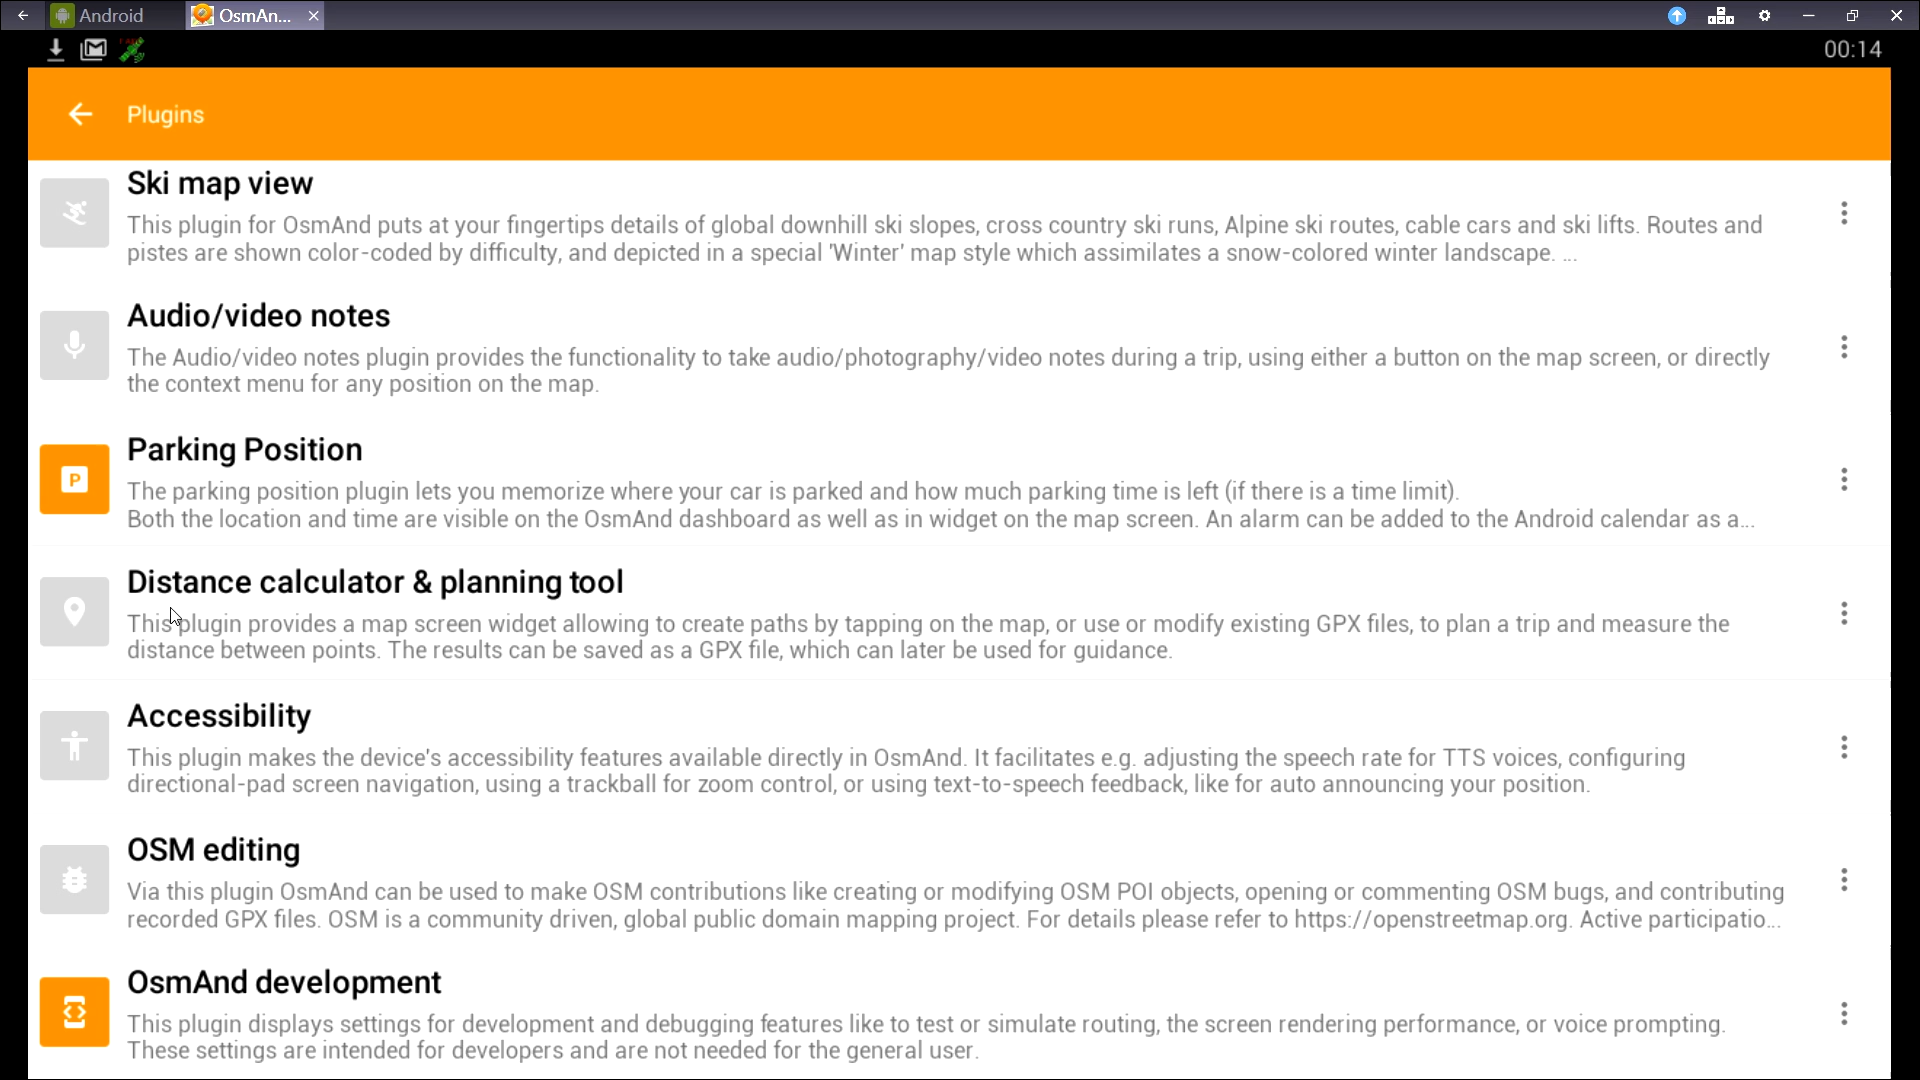 Android
OsmAn...
00:14
Plugins
Ski map view
This plugin for OsmAnd puts at your fingertips details of global downhill ski slopes, cross country ski runs, Alpine ski routes, cable cars and ski lifts. Routes and
pistes are shown color-coded by difficulty, and depicted in a special 'Winter' map style which assimilates a snow-colored winter landscape. ...
Audio/video notes
The Audio/video notes plugin provides the functionality to take audio/photography/video notes during a trip, using either a button on the map screen, or directly
the context menu for any position on the map.
Parking Position
P
The parking position plugin lets you memorize where your car is parked and how much parking time is left (if there is a time limit).
Both the location and time are visible on the OsmAnd dashboard as well as in widget on the map screen. An alarm can be added to the Android calendar as a...
Distance calculator & planning tool
This plugin provides a map screen widget allowing to create paths by tapping on the map, or use or modify existing GPX files, to plan a trip and measure the
distance between points. The results can be saved as a GPX file, which can later be used for guidance.
Accessibility
This plugin makes the device's accessibility features available directly in OsmAnd. It facilitates e.g. adjusting the speech rate for TTS voices, configuring
directional-pad screen navigation, using a trackball for zoom control, or using text-to-speech feedback, like for auto announcing your position.
OSM editing
Via this plugin OsmAnd can be used to make OSM contributions like creating or modifying OSM POI objects, opening or commenting OSM bugs, and contributing
recorded GPX files. OSM is a community driven, global public domain mapping project. For details please refer to https://openstreetmap.org. Active participatio...
OsmAnd development
This plugin displays settings for development and debugging features like to test or simulate routing, the screen rendering performance, or voice prompting.
These settings are intended for developers and are not needed for the general user.